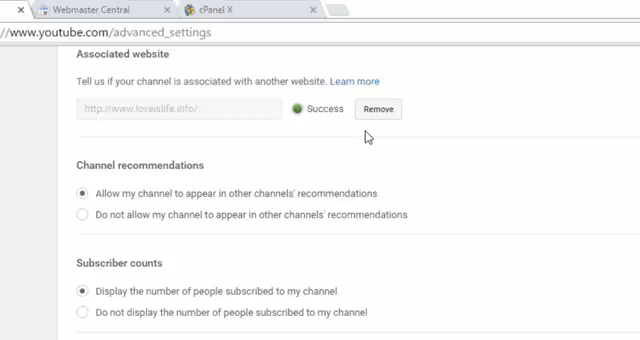 Webmaster Central
cPanel X
//www.youtube.com/advanced_settings
Associated website
Tell us if your channel is associated with another website. Learn more
http://www.loveislife.info/ Success Remove
Channel recommendations
Allow my channel to appear in other channels' recommendations
Do not allow my channel to appear in other channels' recommendations
Subscriber counts
Display the number of people subscribed to my channel
Do not display the number of people subscribed to my channel